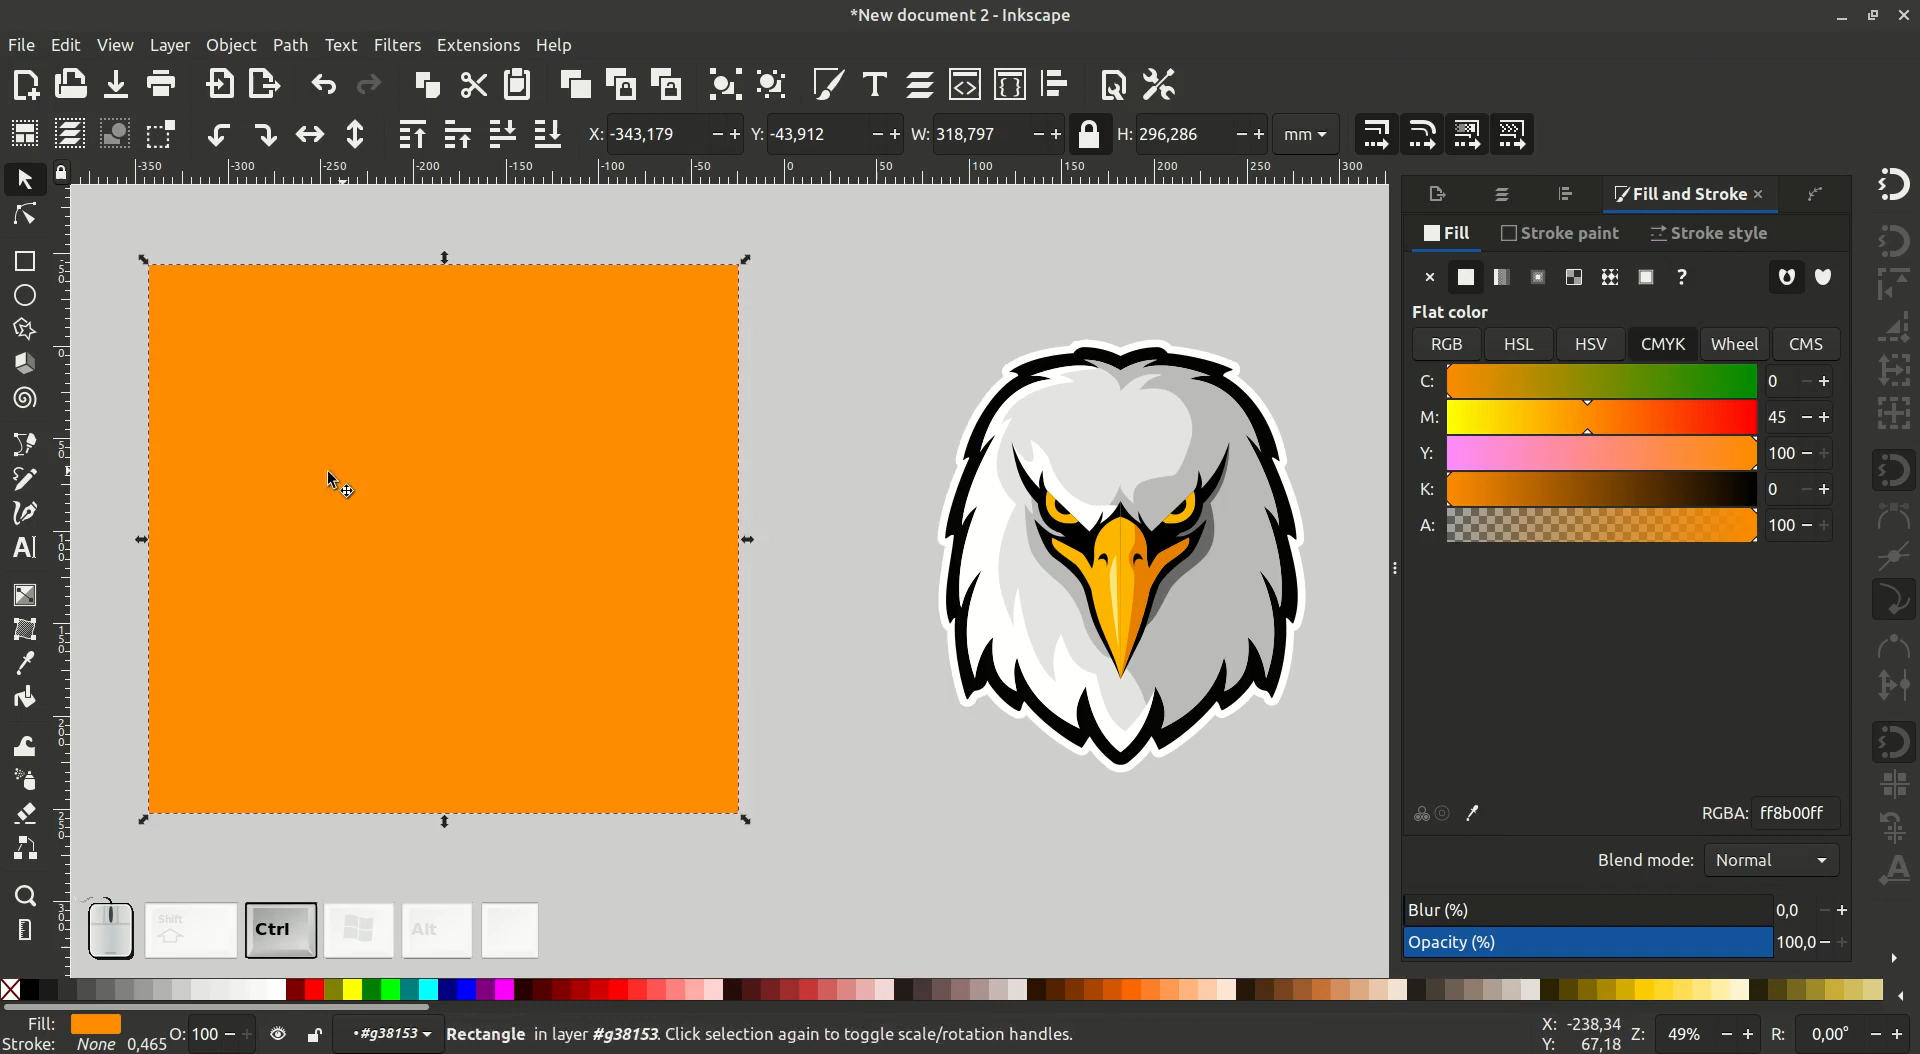 *New document 2 - Inkscape
File Edit View Layer Object Path Text Filters Extensions Help
X: -343,179 Y: -43,912 W: 318,797 H: 296,286 mm
-350 -300 -250 -200 -150 -100 -50 0 50 100 150 200 250 300
Fill and Stroke
Fill Stroke paint Stroke style
Flat color
RGB HSL HSV CMYK Wheel CMS
C: 0
M: 45
Y: 100
K: 0
A: 100
RGBA: ff8b00ff
Blend mode: Normal
Blur (%) 0,0
Opacity (%) 100,0
Shift Ctrl Alt
Fill: O: 100 •#g38153 Rectangle in layer #g38153. Click selection again to toggle scale/rotation handles. X: -238,34 Z: 49% R: 0,00°
Stroke: None 0,465 Y: 67,18